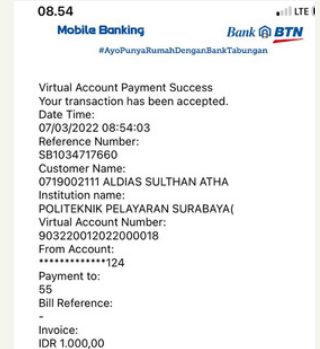 08.54
LTE
Mobile Banking
Bank BTN
#AyoPunyaRumahDenganBankTabungan
Virtual Account Payment Success
Your transaction has been accepted.
Date Time:
07/03/2022 08:54:03
Reference Number:
SB1034717660
Customer Name:
0719002111 ALDIAS SULTHAN ATHA
Institution name:
POLITEKNIK PELAYARAN SURABAYA(
Virtual Account Number:
903220012022000018
From Account:
*************124
Payment to:
55
Bill Reference:
-
Invoice:
IDR 1.000,00